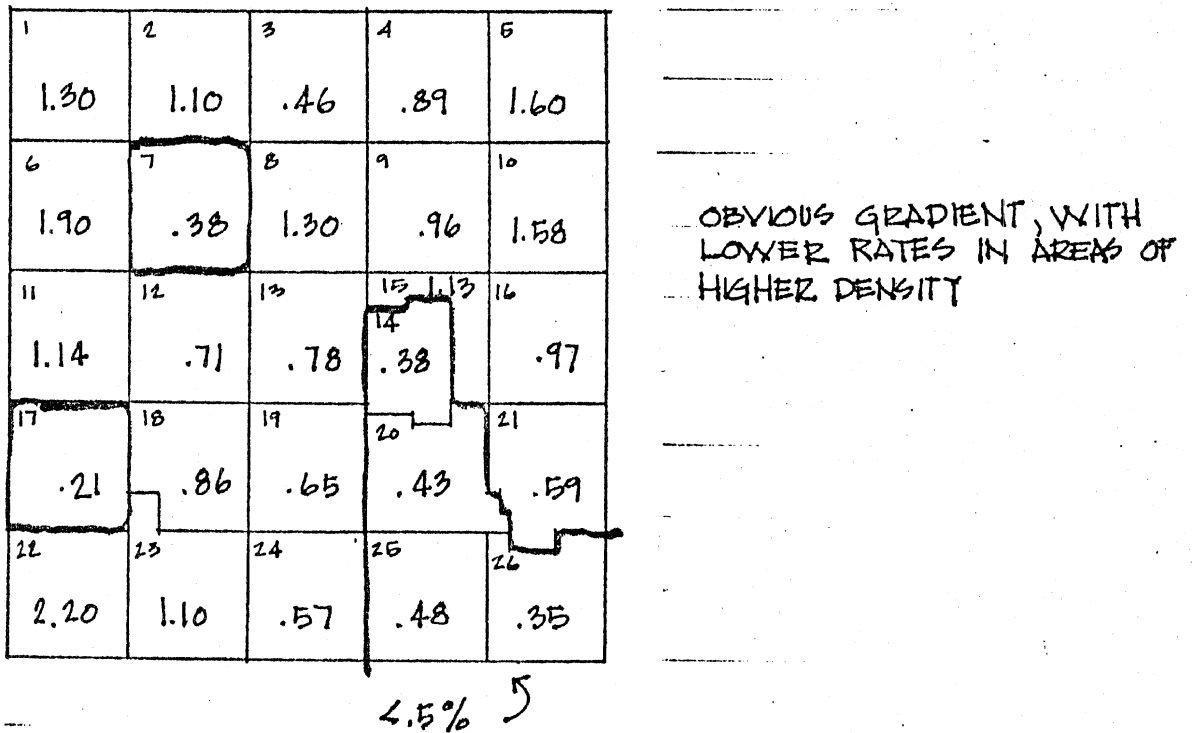 1 2 3 4 5
1.30 1.10 .46 .89 1.60
6 7 8 9 10
1.90 .38 1.30 .96 1.58
OBVIOUS GRADIENT, WITH
LOWER RATES IN AREAS OF
HIGHER DENSITY
11 12 13 15 1.13 16
14
1.14 .71 .78 .38 .97
17 18 19 20 21
.21 .86 .65 .43 .59
22 23 24 25 26
2.20 1.10 .57 .48 .35
<.5%